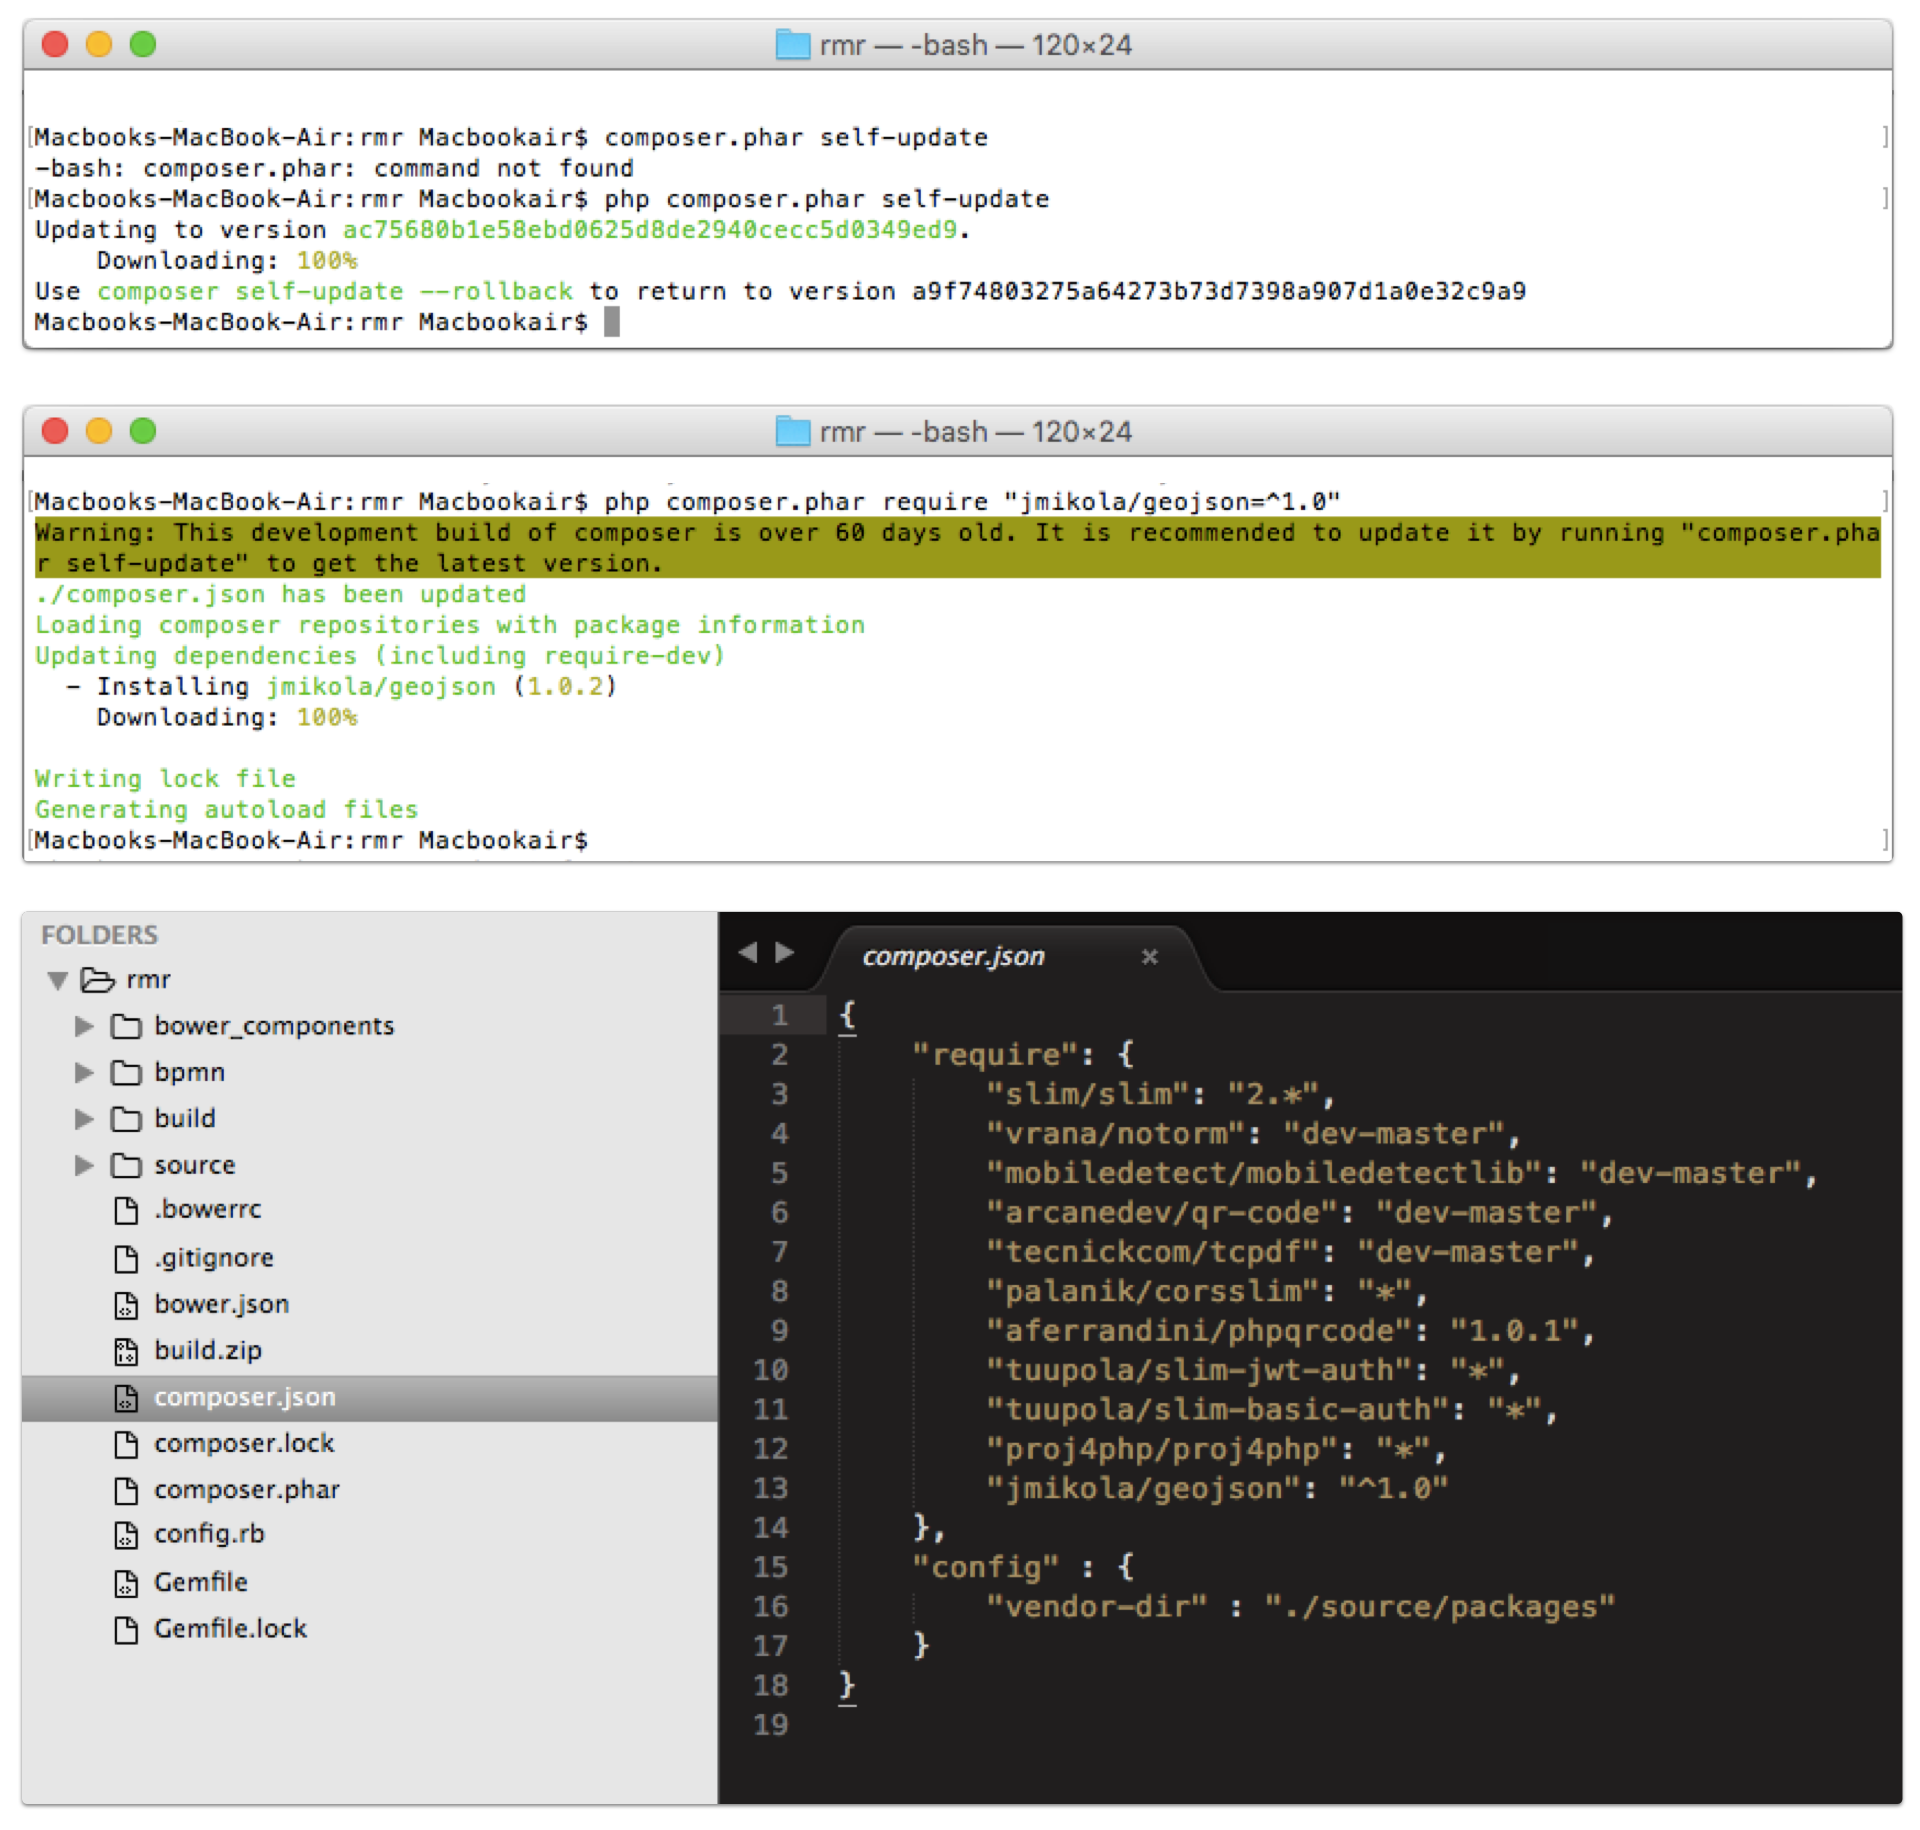 rmr — -bash — 120×24
Macbooks-MacBook-Air:rmr Macbookair$ composer.phar self-update
-bash: composer.phar: command not found
Macbooks-MacBook-Air:rmr Macbookair$ php composer.phar self-update
Updating to version ac75680b1e58ebd0625d8de2940cecc5d0349ed9.
Downloading: 100%
Use composer self-update --rollback to return to version a9f74803275a64273b73d7398a907d1a0e32c9a9
Macbooks-MacBook-Air:rmr Macbookair$
rmr — -bash — 120×24
Macbooks-MacBook-Air:rmr Macbookair$ php composer.phar require "jmikola/geojson=^1.0"
Warning: This development build of composer is over 60 days old. It is recommended to update it by running "composer.pha
r self-update" to get the latest version.
./composer.json has been updated
Loading composer repositories with package information
Updating dependencies (including require-dev)
- Installing jmikola/geojson (1.0.2)
Downloading: 100%
Writing lock file
Generating autoload files
Macbooks-MacBook-Air:rmr Macbookair$
FOLDERS
rmr
bower_components
bpmn
build
source
.bowerrc
.gitignore
bower.json
build.zip
composer.json
composer.lock
composer.phar
config.rb
Gemfile
Gemfile.lock
composer.json ×
1 {
2 "require": {
3 "slim/slim": "2.*",
4 "vrana/notorm": "dev-master",
5 "mobiledetect/mobiledetectlib": "dev-master",
6 "arcanedev/qr-code": "dev-master",
7 "tecnickcom/tcpdf": "dev-master",
8 "palanik/corsslim": "*",
9 "aferrandini/phpqrcode": "1.0.1",
10 "tuupola/slim-jwt-auth": "*",
11 "tuupola/slim-basic-auth": "*",
12 "proj4php/proj4php": "*",
13 "jmikola/geojson": "^1.0"
14 },
15 "config" : {
16 "vendor-dir" : "./source/packages"
17 }
18 }
19